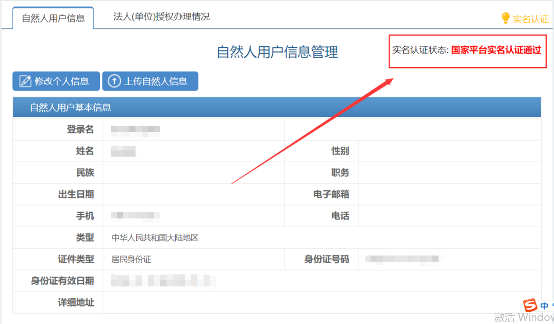 自然人用户信息 法人(单位)授权办理情况 实名认证
自然人用户信息管理
实名认证状态: 国家平台实名认证通过
修改个人信息 上传自然人信息
自然人用户基本信息
登录名
姓名 性别
民族 职务
出生日期 电子邮箱
手机 电话
类型 中华人民共和国大陆地区
证件类型 居民身份证 身份证号码
身份证有效日期
详细地址
S 中
激活 Window